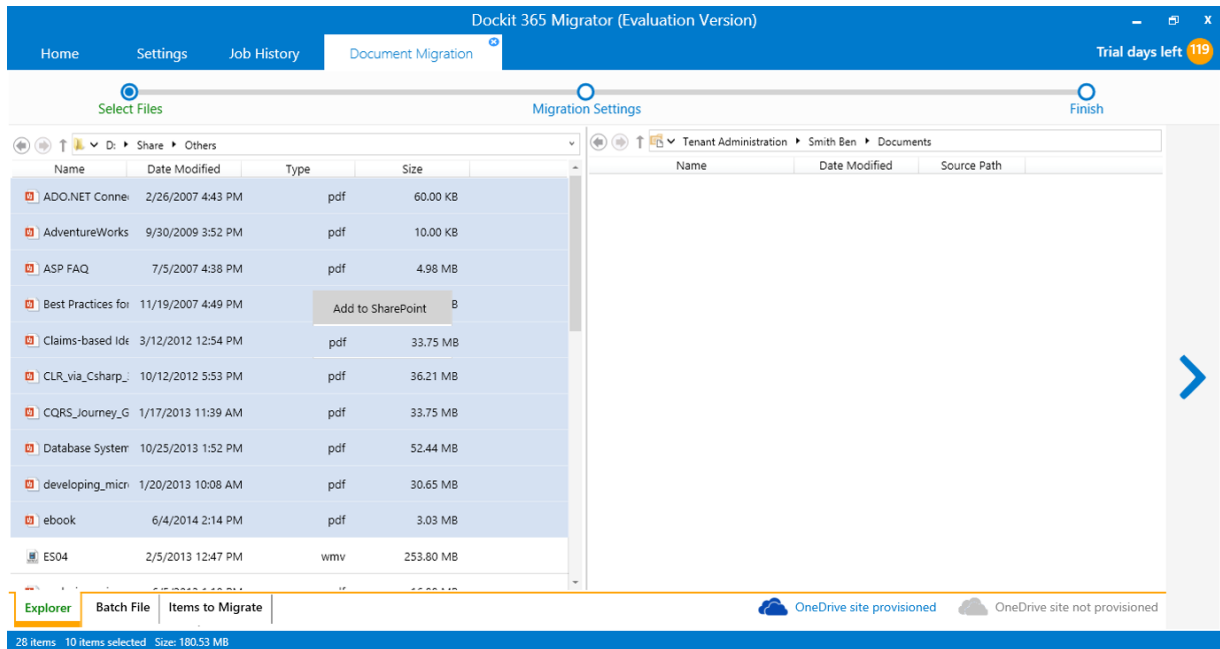 Dockit 365 Migrator (Evaluation Version)
Home Settings Job History Document Migration Trial days left 119
Select Files Migration Settings Finish
D: Share Others
Tenant Administration Smith Ben Documents
Name Date Modified Type Size
Name Date Modified Source Path
ADO.NET Conne 2/26/2007 4:43 PM pdf 60.00 KB
AdventureWorks 9/30/2009 3:52 PM pdf 10.00 KB
ASP FAQ 7/5/2007 4:38 PM pdf 4.98 MB
Best Practices for 11/19/2007 4:49 PM B
Add to SharePoint
Claims-based Ide 3/12/2012 12:54 PM pdf 33.75 MB
CLR_via_Csharp_ 10/12/2012 5:53 PM pdf 36.21 MB
CQRS_Journey_G 1/17/2013 11:39 AM pdf 33.75 MB
Database System 10/25/2013 1:52 PM pdf 52.44 MB
developing_micr 1/20/2013 10:08 AM pdf 30.65 MB
ebook 6/4/2014 2:14 PM pdf 3.03 MB
ES04 2/5/2013 12:47 PM wmv 253.80 MB
Explorer Batch File Items to Migrate OneDrive site provisioned OneDrive site not provisioned
28 items 10 items selected Size: 180.53 MB